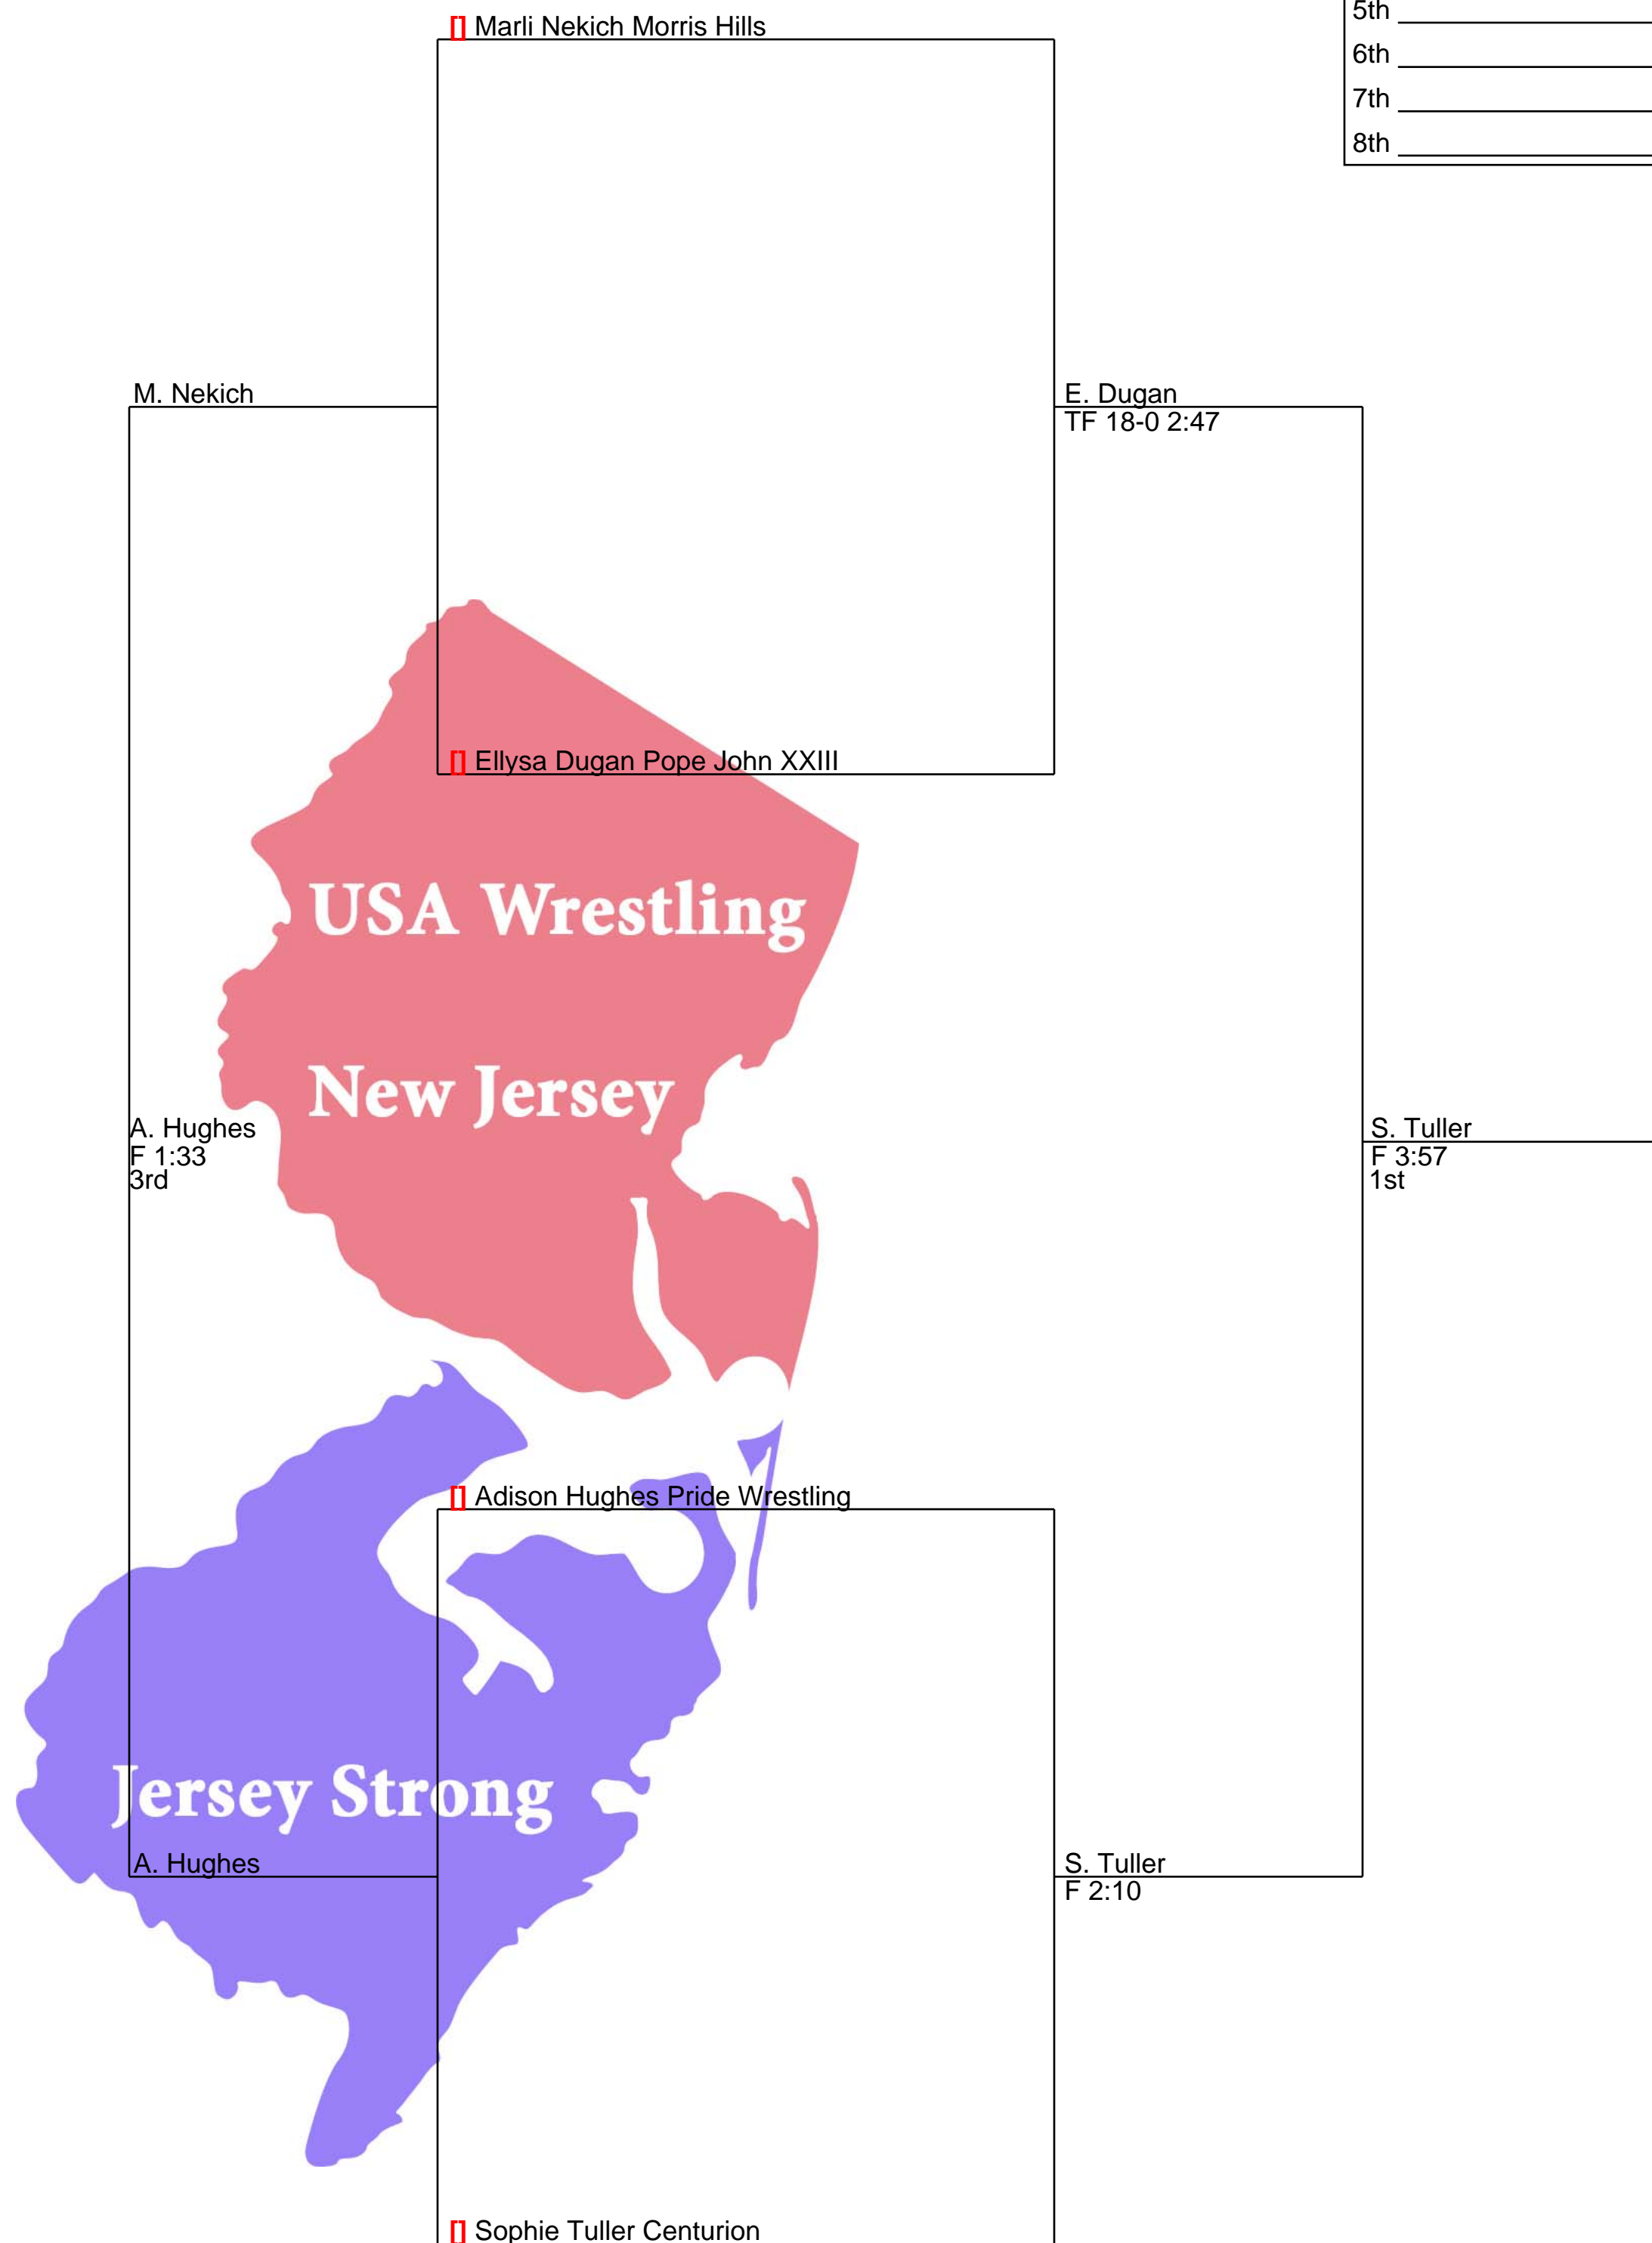 5th
[] Marli Nekich Morris Hills
6th
7th
8th
M. Nekich
E. Dugan
TF 18-0 2:47
[] Ellysa Dugan Pope John XXIII
USA Wrestling
New Jersey
A. Hughes
F 1:33
3rd
S. Tuller
F 3:57
1st
[] Adison Hughes Pride Wrestling
Jersey Strong
A. Hughes
S. Tuller
F 2:10
[] Sophie Tuller Centurion